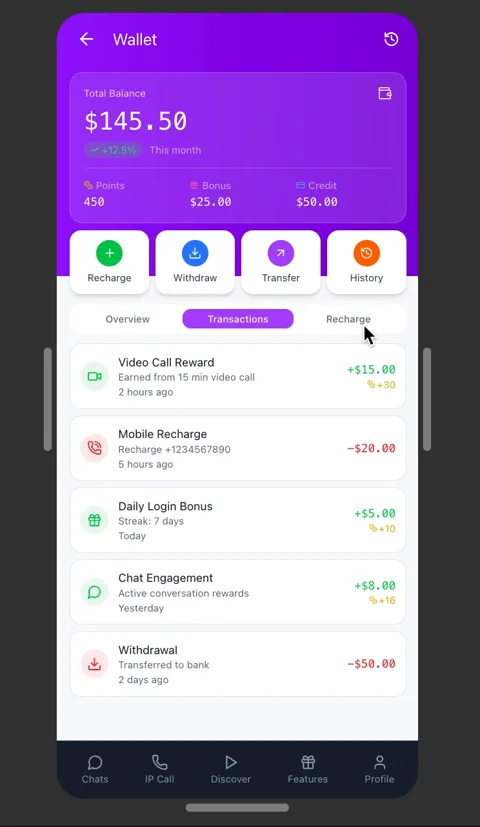 Wallet
Total Balance
$145.50
+12.5% This month
Points Bonus Credit
450 $25.00 $50.00
Recharge Withdraw Transfer History
Overview Transactions Recharge
Video Call Reward
Earned from 15 min video call
2 hours ago
+$15.00
+30
Mobile Recharge
Recharge +1234567890
5 hours ago
−$20.00
Daily Login Bonus
Streak: 7 days
Today
+$5.00
+10
Chat Engagement
Active conversation rewards
Yesterday
+$8.00
+16
Withdrawal
Transferred to bank
2 days ago
−$50.00
Chats IP Call Discover Features Profile